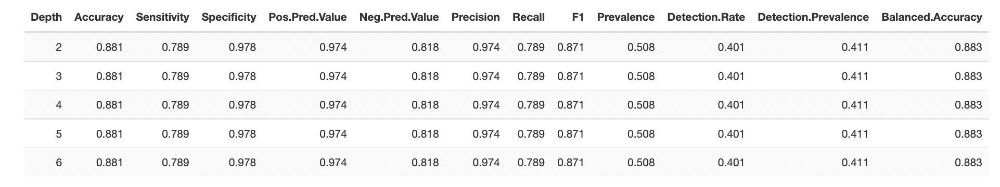 Depth Accuracy Sensitivity Specificity Pos.Pred.Value Neg.Pred.Value Precision Recall F1 Prevalence Detection.Rate Detection.Prevalence Balanced.Accuracy
2 0.881 0.789 0.978 0.974 0.818 0.974 0.789 0.871 0.508 0.401 0.411 0.883
3 0.881 0.789 0.978 0.974 0.818 0.974 0.789 0.871 0.508 0.401 0.411 0.883
4 0.881 0.789 0.978 0.974 0.818 0.974 0.789 0.871 0.508 0.401 0.411 0.883
5 0.881 0.789 0.978 0.974 0.818 0.974 0.789 0.871 0.508 0.401 0.411 0.883
6 0.881 0.789 0.978 0.974 0.818 0.974 0.789 0.871 0.508 0.401 0.411 0.883